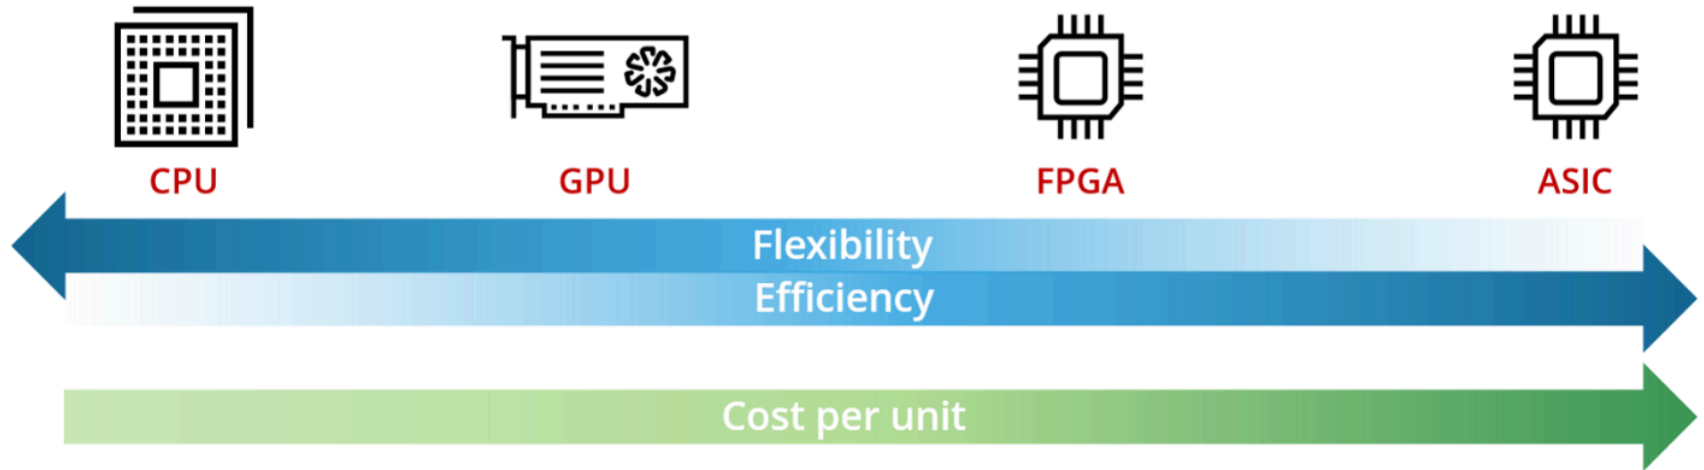 CPU
GPU
FPGA
ASIC
Flexibility
Efficiency
Cost per unit